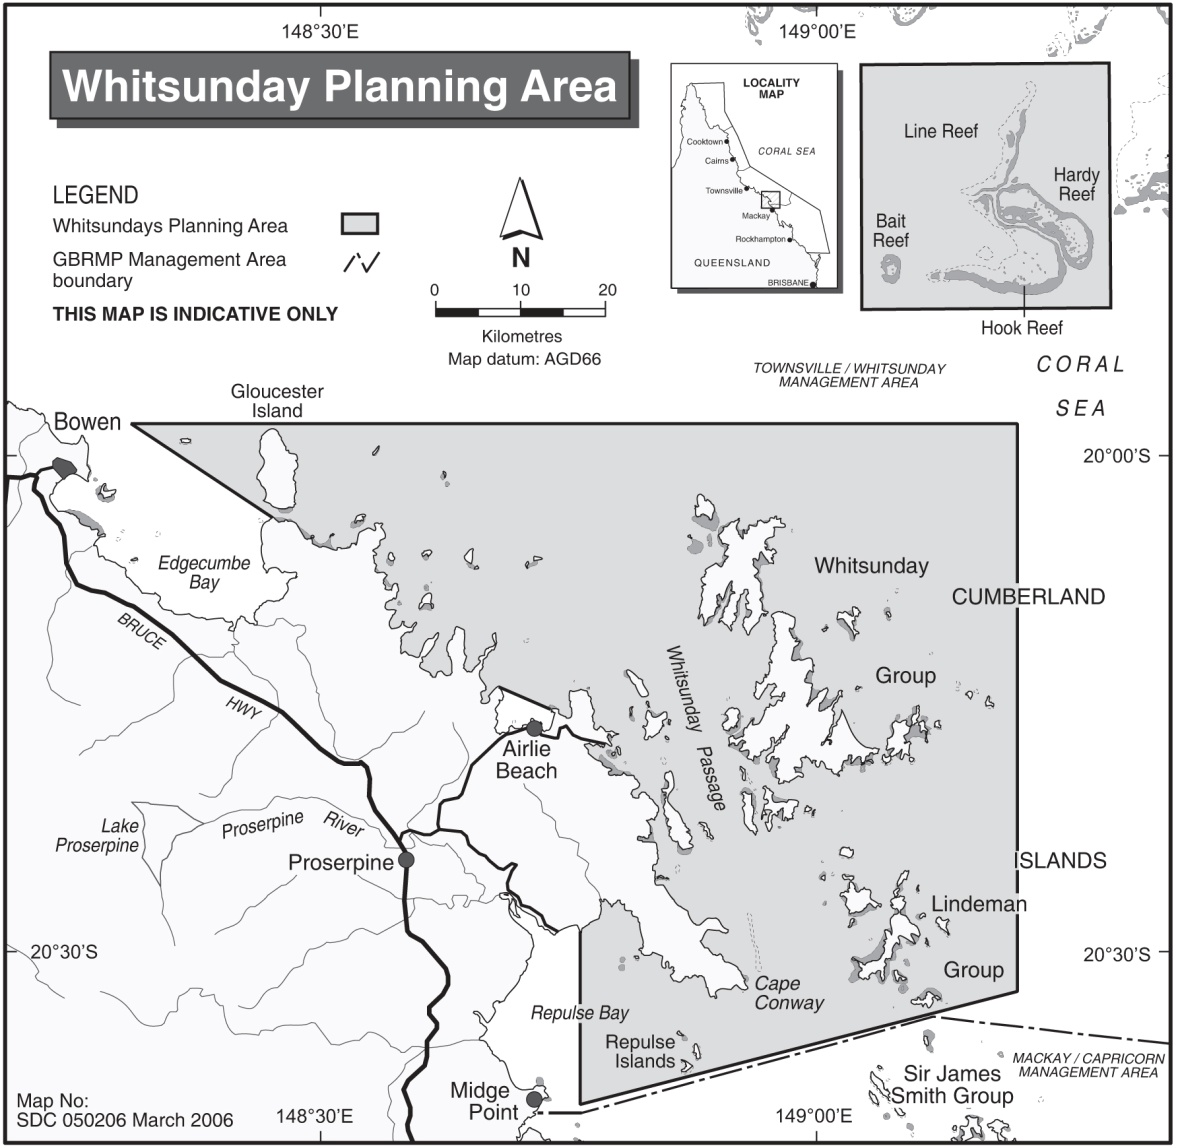 148°30'E
149°00'E
Whitsunday Planning Area
LOCALITY
MAP
Cooktown
CORAL SEA
Cairns
Townsville
Mackay
Rockhampton
QUEENSLAND
BRISBANE
Line Reef
Hardy
Reef
Bait
Reef
Hook Reef
LEGEND
Whitsundays Planning Area
GBRMP Management Area
boundary
THIS MAP IS INDICATIVE ONLY
N
0 10 20
Kilometres
Map datum: AGD66
TOWNSVILLE / WHITSUNDAY
MANAGEMENT AREA
CORAL
SEA
Gloucester
Island
Bowen
20°00'S
Edgecumbe
Bay
Whitsunday
CUMBERLAND
BRUCE
HWY
Whitsunday Passage
Group
Airlie
Beach
Lake
Proserpine
Proserpine River
Proserpine
ISLANDS
Lindeman
20°30'S
20°30'S
Group
Cape
Conway
Repulse Bay
Repulse
Islands
MACKAY / CAPRICORN
MANAGEMENT AREA
Sir James
Smith Group
Midge
Point
Map No:
SDC 050206 March 2006
148°30'E
149°00'E